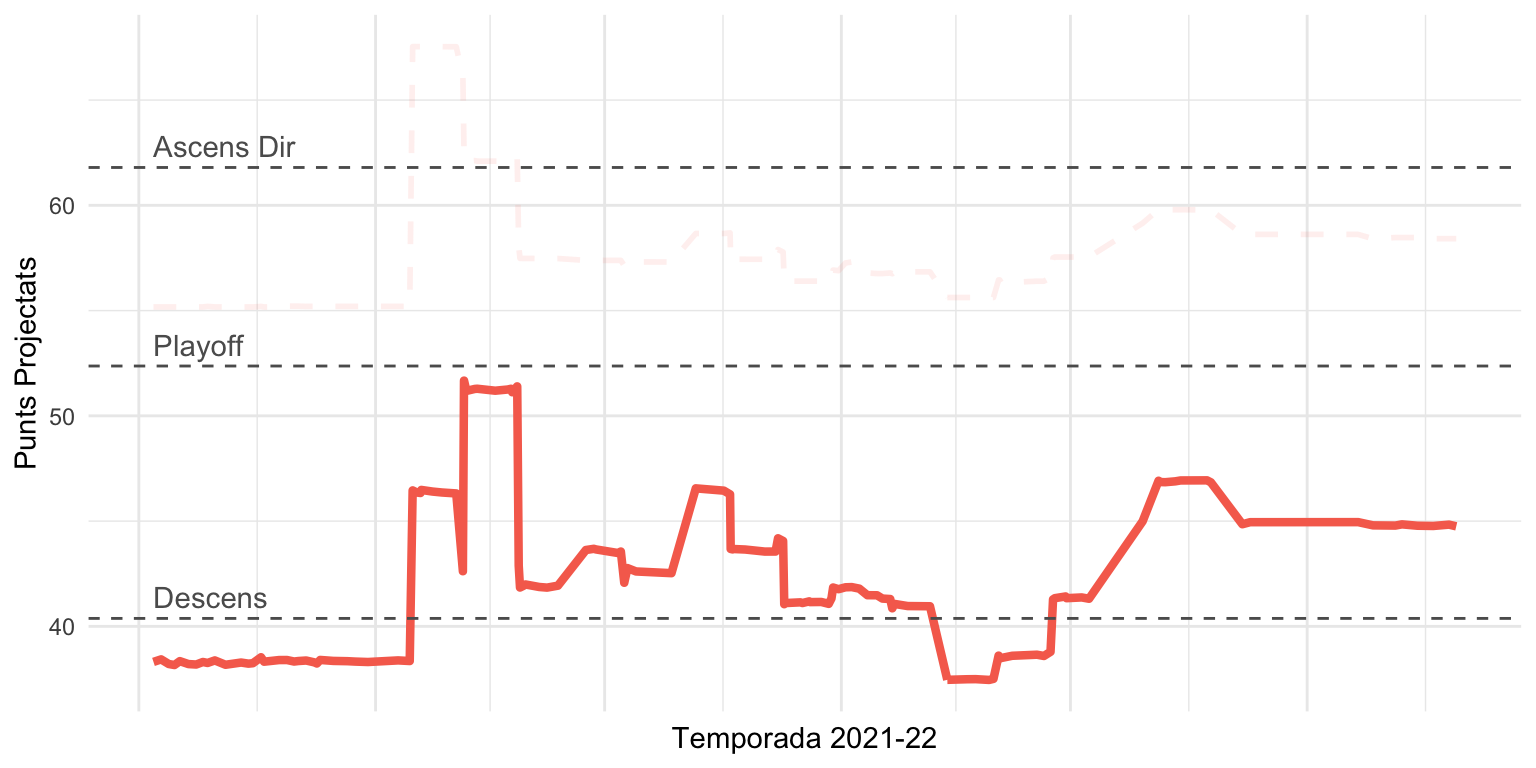 Ascens Dir
60
Playoff
50
Descens
40
Punts Projectats
Temporada 2021-22